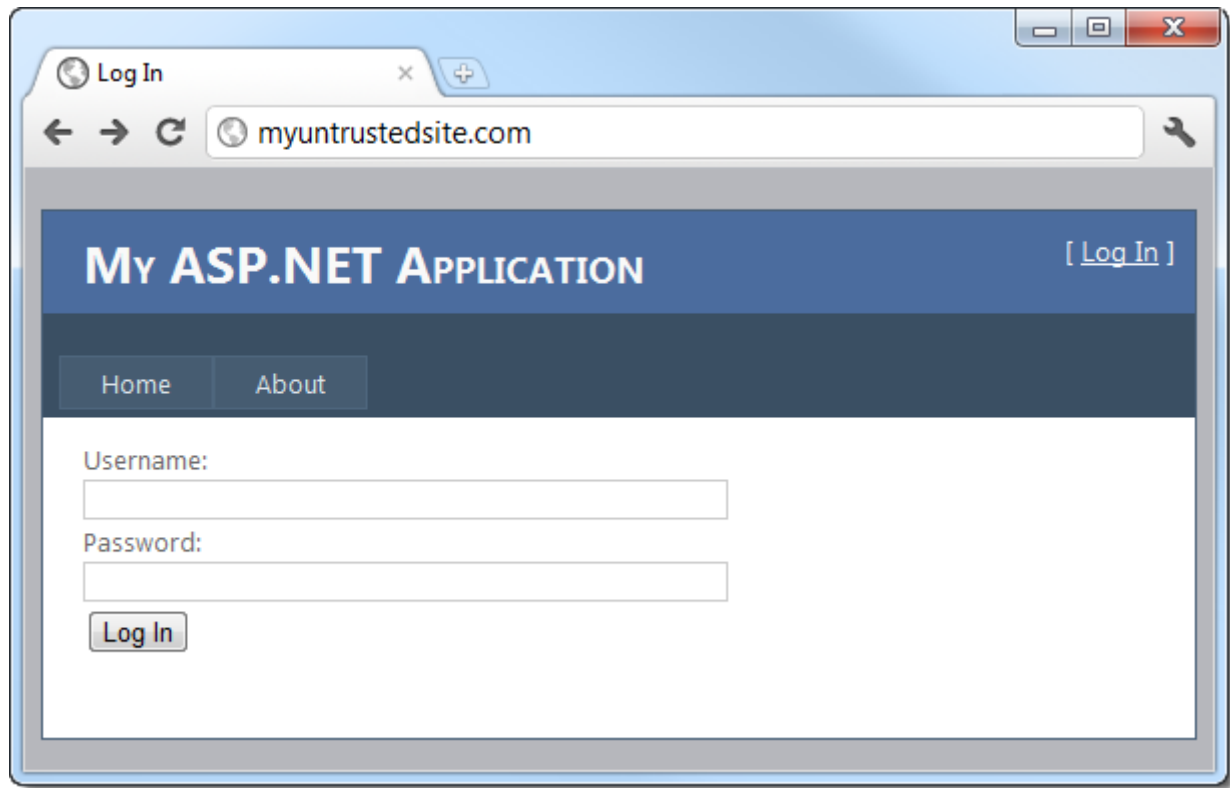 Log In
myuntrustedsite.com
My ASP.NET Application
[ Log In ]
Home
About
Username:
Password:
Log In